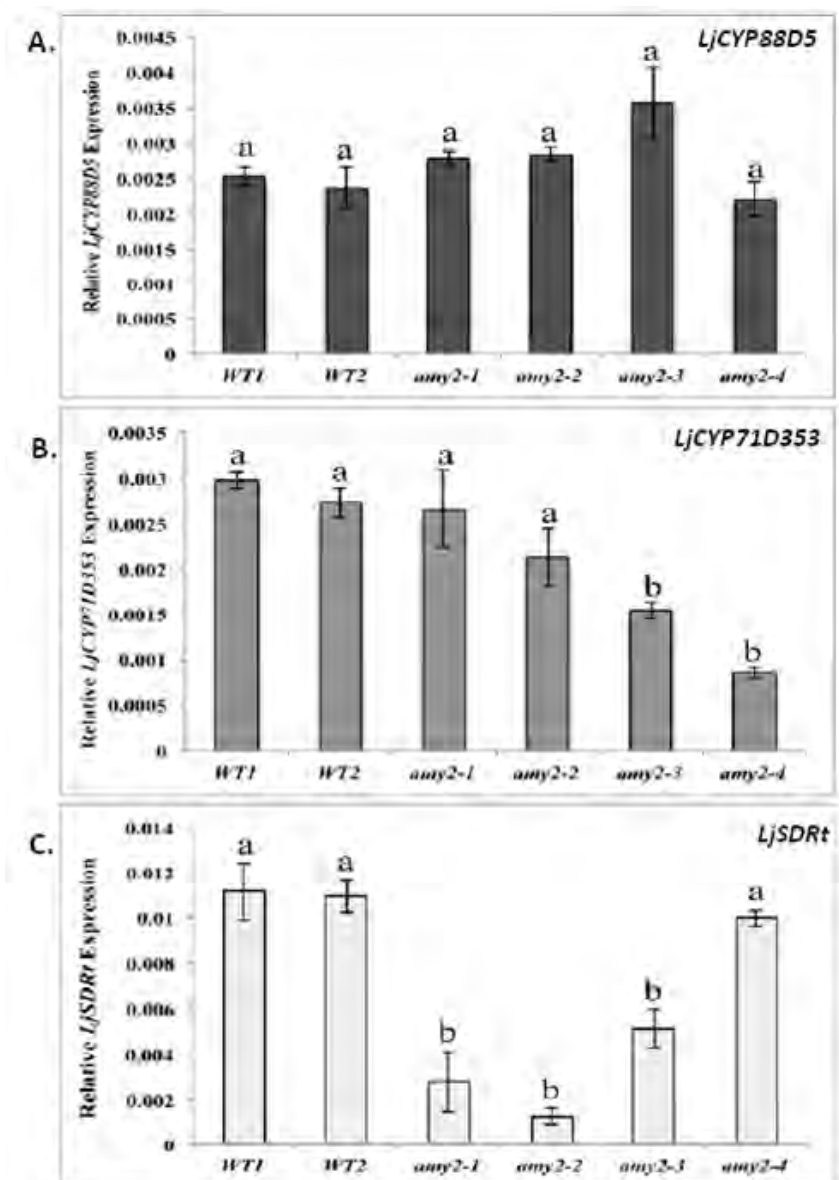 A.
LjCYP88D5
Relative LjCYP88D5 Expression
0.0045
0.004
0.0035
0.003
0.0025
0.002
0.0015
0.001
0.0005
0
a
a
a
a
a
a
WT1
WT2
amy2-1
amy2-2
amy2-3
amy2-4
B.
LjCYP71D353
Relative LjCYP71D353 Expression
0.0035
0.003
0.0025
0.002
0.0015
0.001
0.0005
0
a
a
a
a
b
b
WT1
WT2
amy2-1
amy2-2
amy2-3
amy2-4
C.
LjSDRt
Relative LjSDRt Expression
0.014
0.012
0.01
0.008
0.006
0.004
0.002
0
a
a
b
b
b
a
WT1
WT2
amy2-1
amy2-2
amy2-3
amy2-4